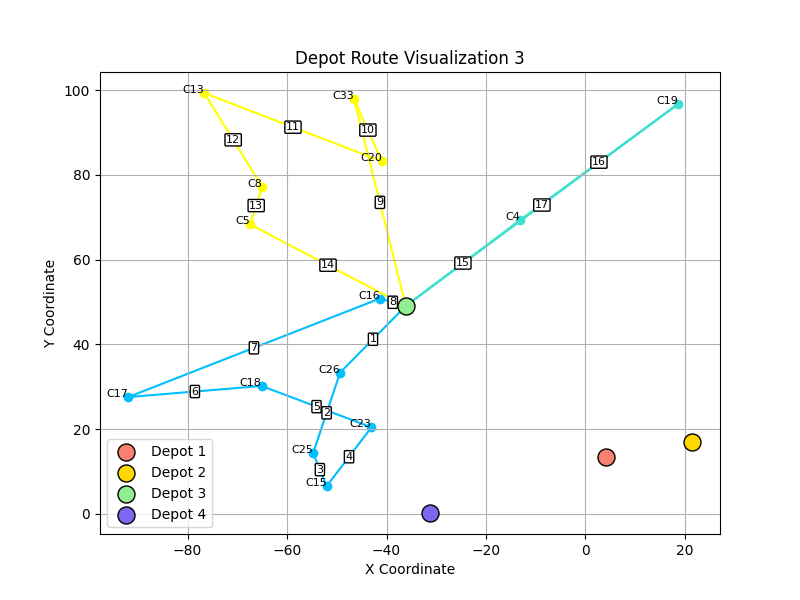 Depot Route Visualization 3
Y Coordinate
100
80
60
40
20
0
C13
C33
C19
C20
C8
C5
C4
C16
C26
C17
C18
C23
C25
C15
12
11
10
9
13
14
16
17
15
8
1
7
6
5
2
4
3
Depot 1
Depot 2
Depot 3
Depot 4
−80
−60
−40
−20
0
20
X Coordinate